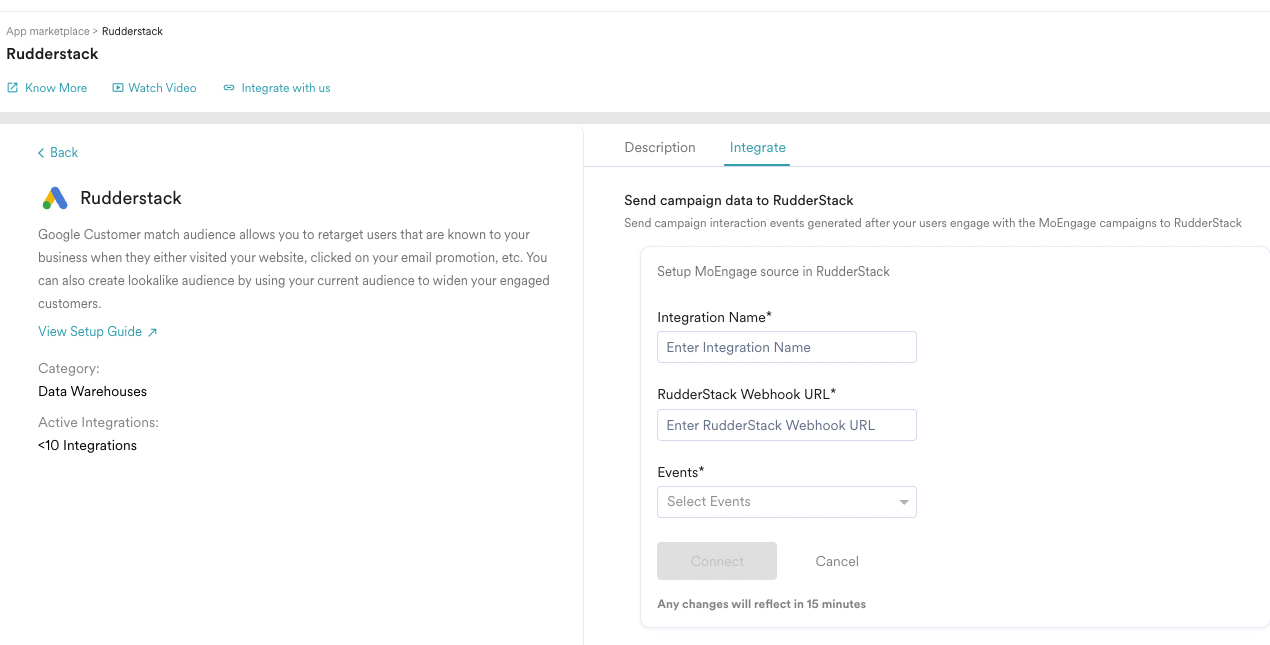 App marketplace > Rudderstack
Rudderstack
Know More
Watch Video
Integrate with us
Back
Rudderstack
Google Customer match audience allows you to retarget users that are known to your
business when they either visited your website, clicked on your email promotion, etc. You
can also create lookalike audience by using your current audience to widen your engaged
customers.
View Setup Guide
Category:
Data Warehouses
Active Integrations:
<10 Integrations
Description
Integrate
Send campaign data to RudderStack
Send campaign interaction events generated after your users engage with the MoEngage campaigns to RudderStack
Setup MoEngage source in RudderStack
Integration Name*
Enter Integration Name
RudderStack Webhook URL*
Enter RudderStack Webhook URL
Events*
Select Events
Connect
Cancel
Any changes will reflect in 15 minutes